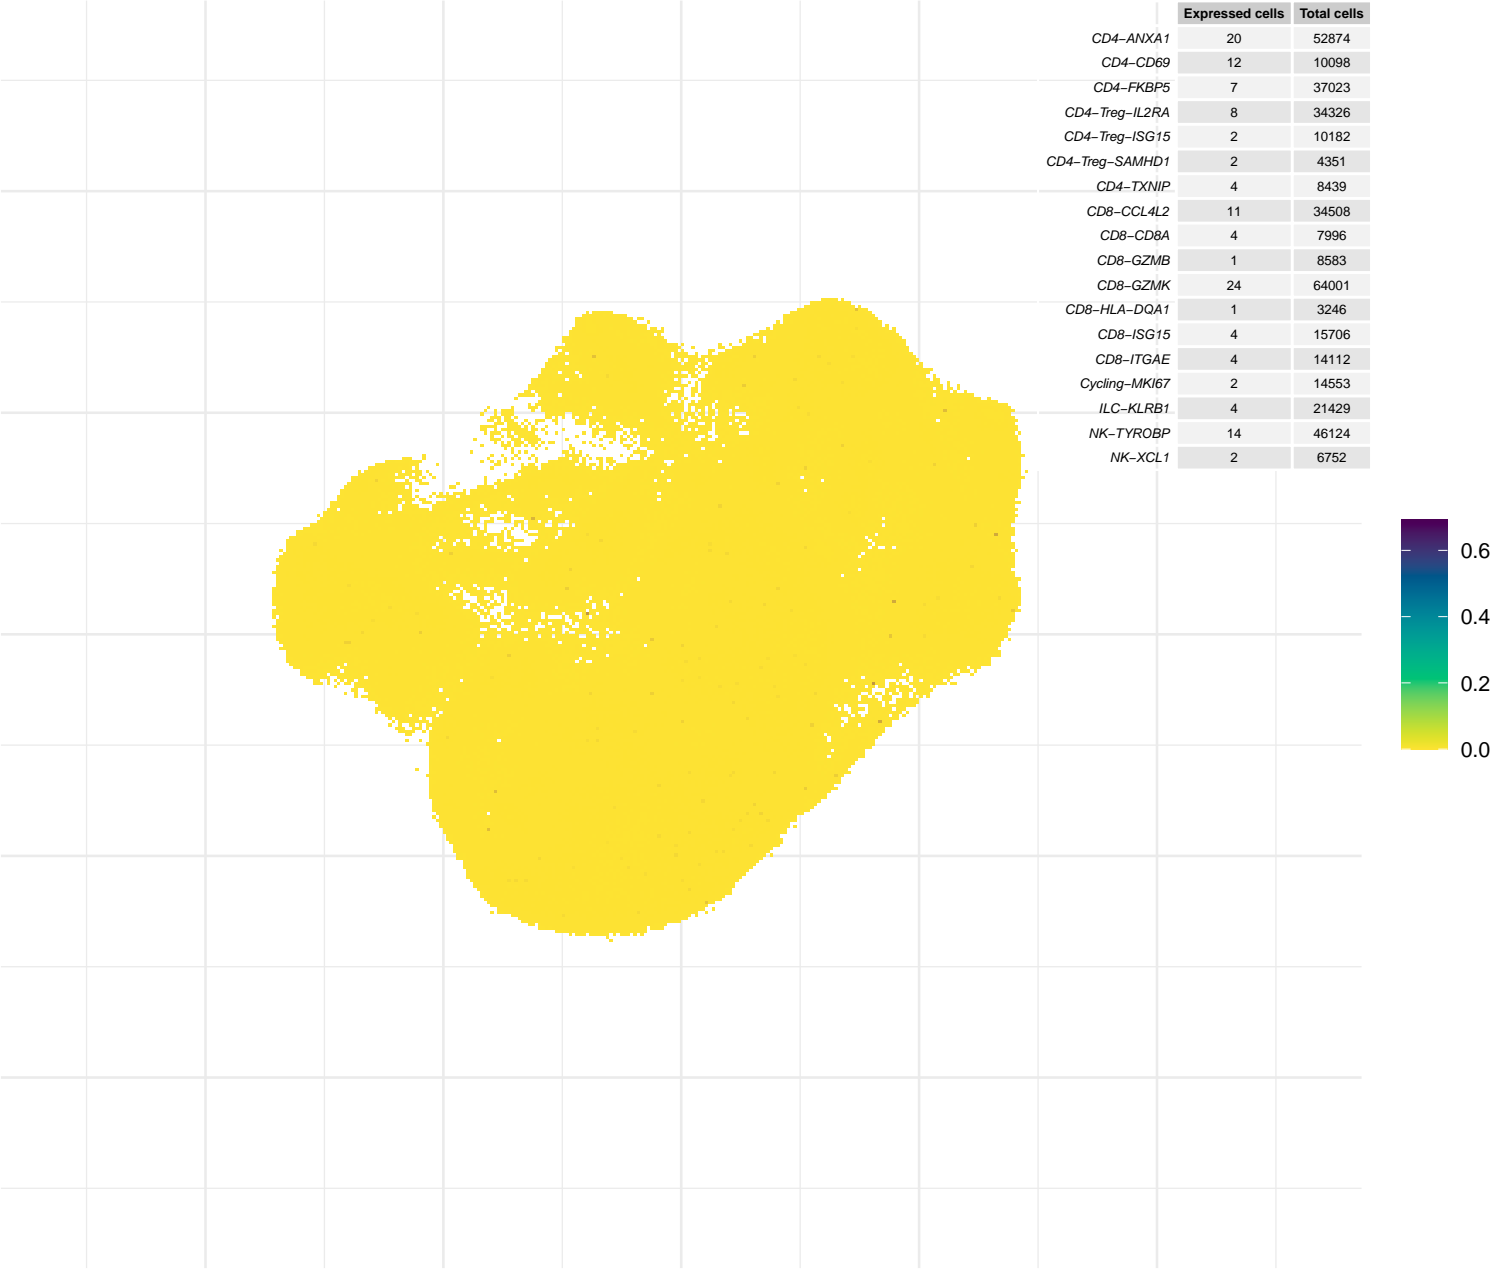 Expressed cells Total cells
CD4−ANXA1 20 52874
CD4−CD69 12 10098
CD4−FKBP5 7 37023
CD4−Treg−IL2RA 8 34326
CD4−Treg−ISG15 2 10182
CD4−Treg−SAMHD1 2 4351
CD4−TXNIP 4 8439
CD8−CCL4L2 11 34508
CD8−CD8A 4 7996
CD8−GZMB 1 8583
CD8−GZMK 24 64001
CD8−HLA−DQA1 1 3246
CD8−ISG15 4 15706
CD8−ITGAE 4 14112
Cycling−MKI67 2 14553
ILC−KLRB1 4 21429
NK−TYROBP 14 46124
NK−XCL1 2 6752
0.6
0.4
0.2
0.0